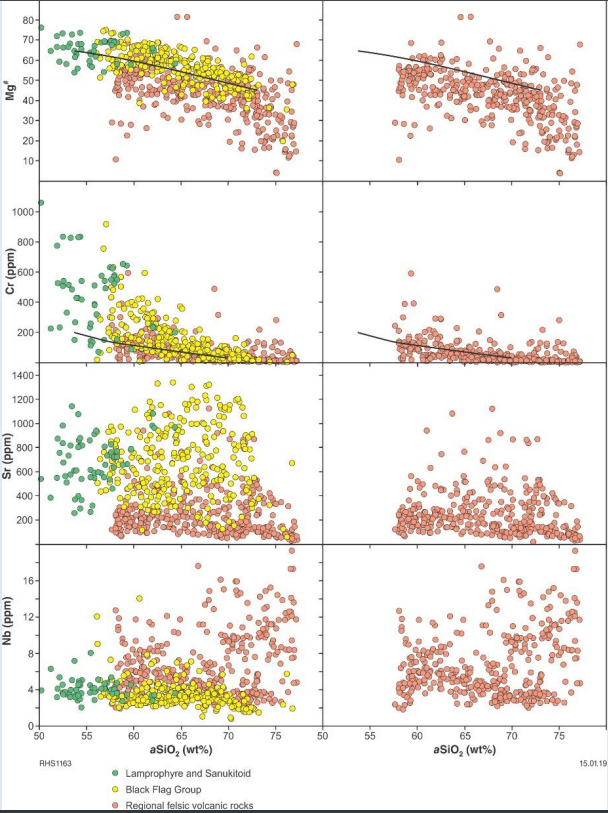 80
70
60
50
40
30
20
10
Mg#
1000
800
600
400
200
Cr (ppm)
1400
1200
1000
800
600
400
200
Sr (ppm)
16
12
8
4
0
Nb (ppm)
50 55 60 65 70 50 55 60 65 70 75
aSiO2 (wt%) aSiO2 (wt%)
RHS1163 15.01.19
Lamprophyre and Sanukitoid
Black Flag Group
Regional felsic volcanic rocks